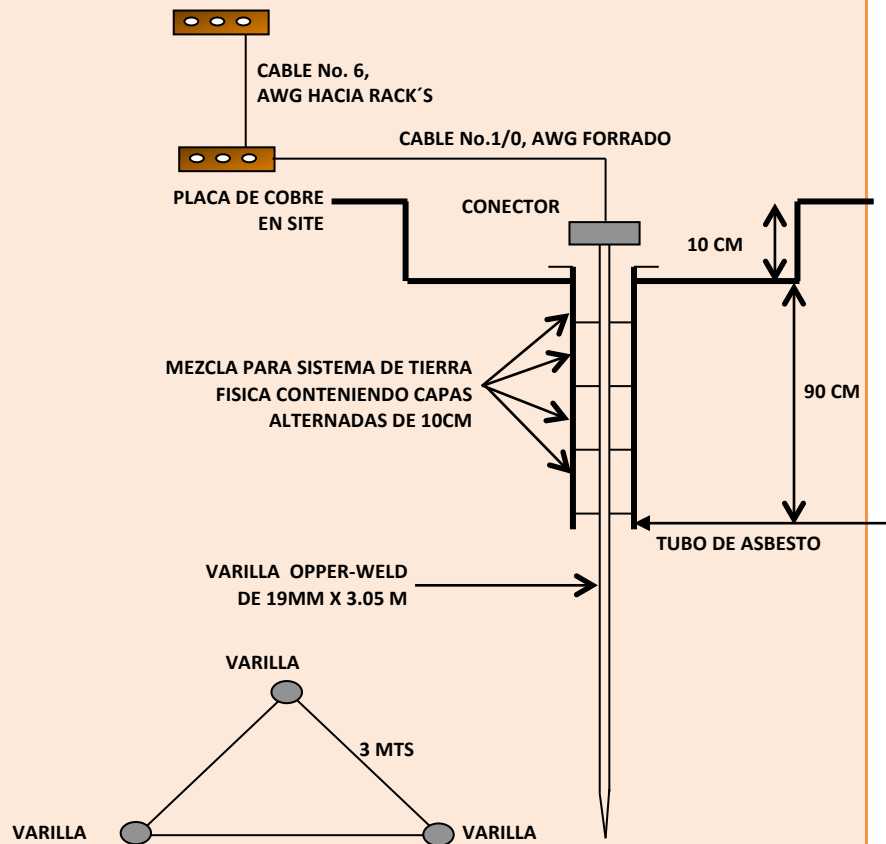 CABLE No. 6,
AWG HACIA RACK´S
CABLE No.1/0, AWG FORRADO
PLACA DE COBRE
EN SITE
CONECTOR
10 CM
MEZCLA PARA SISTEMA DE TIERRA
FISICA CONTENIENDO CAPAS
ALTERNADAS DE 10CM
90 CM
TUBO DE ASBESTO
VARILLA OPPER-WELD
DE 19MM X 3.05 M
VARILLA
3 MTS
VARILLA
VARILLA